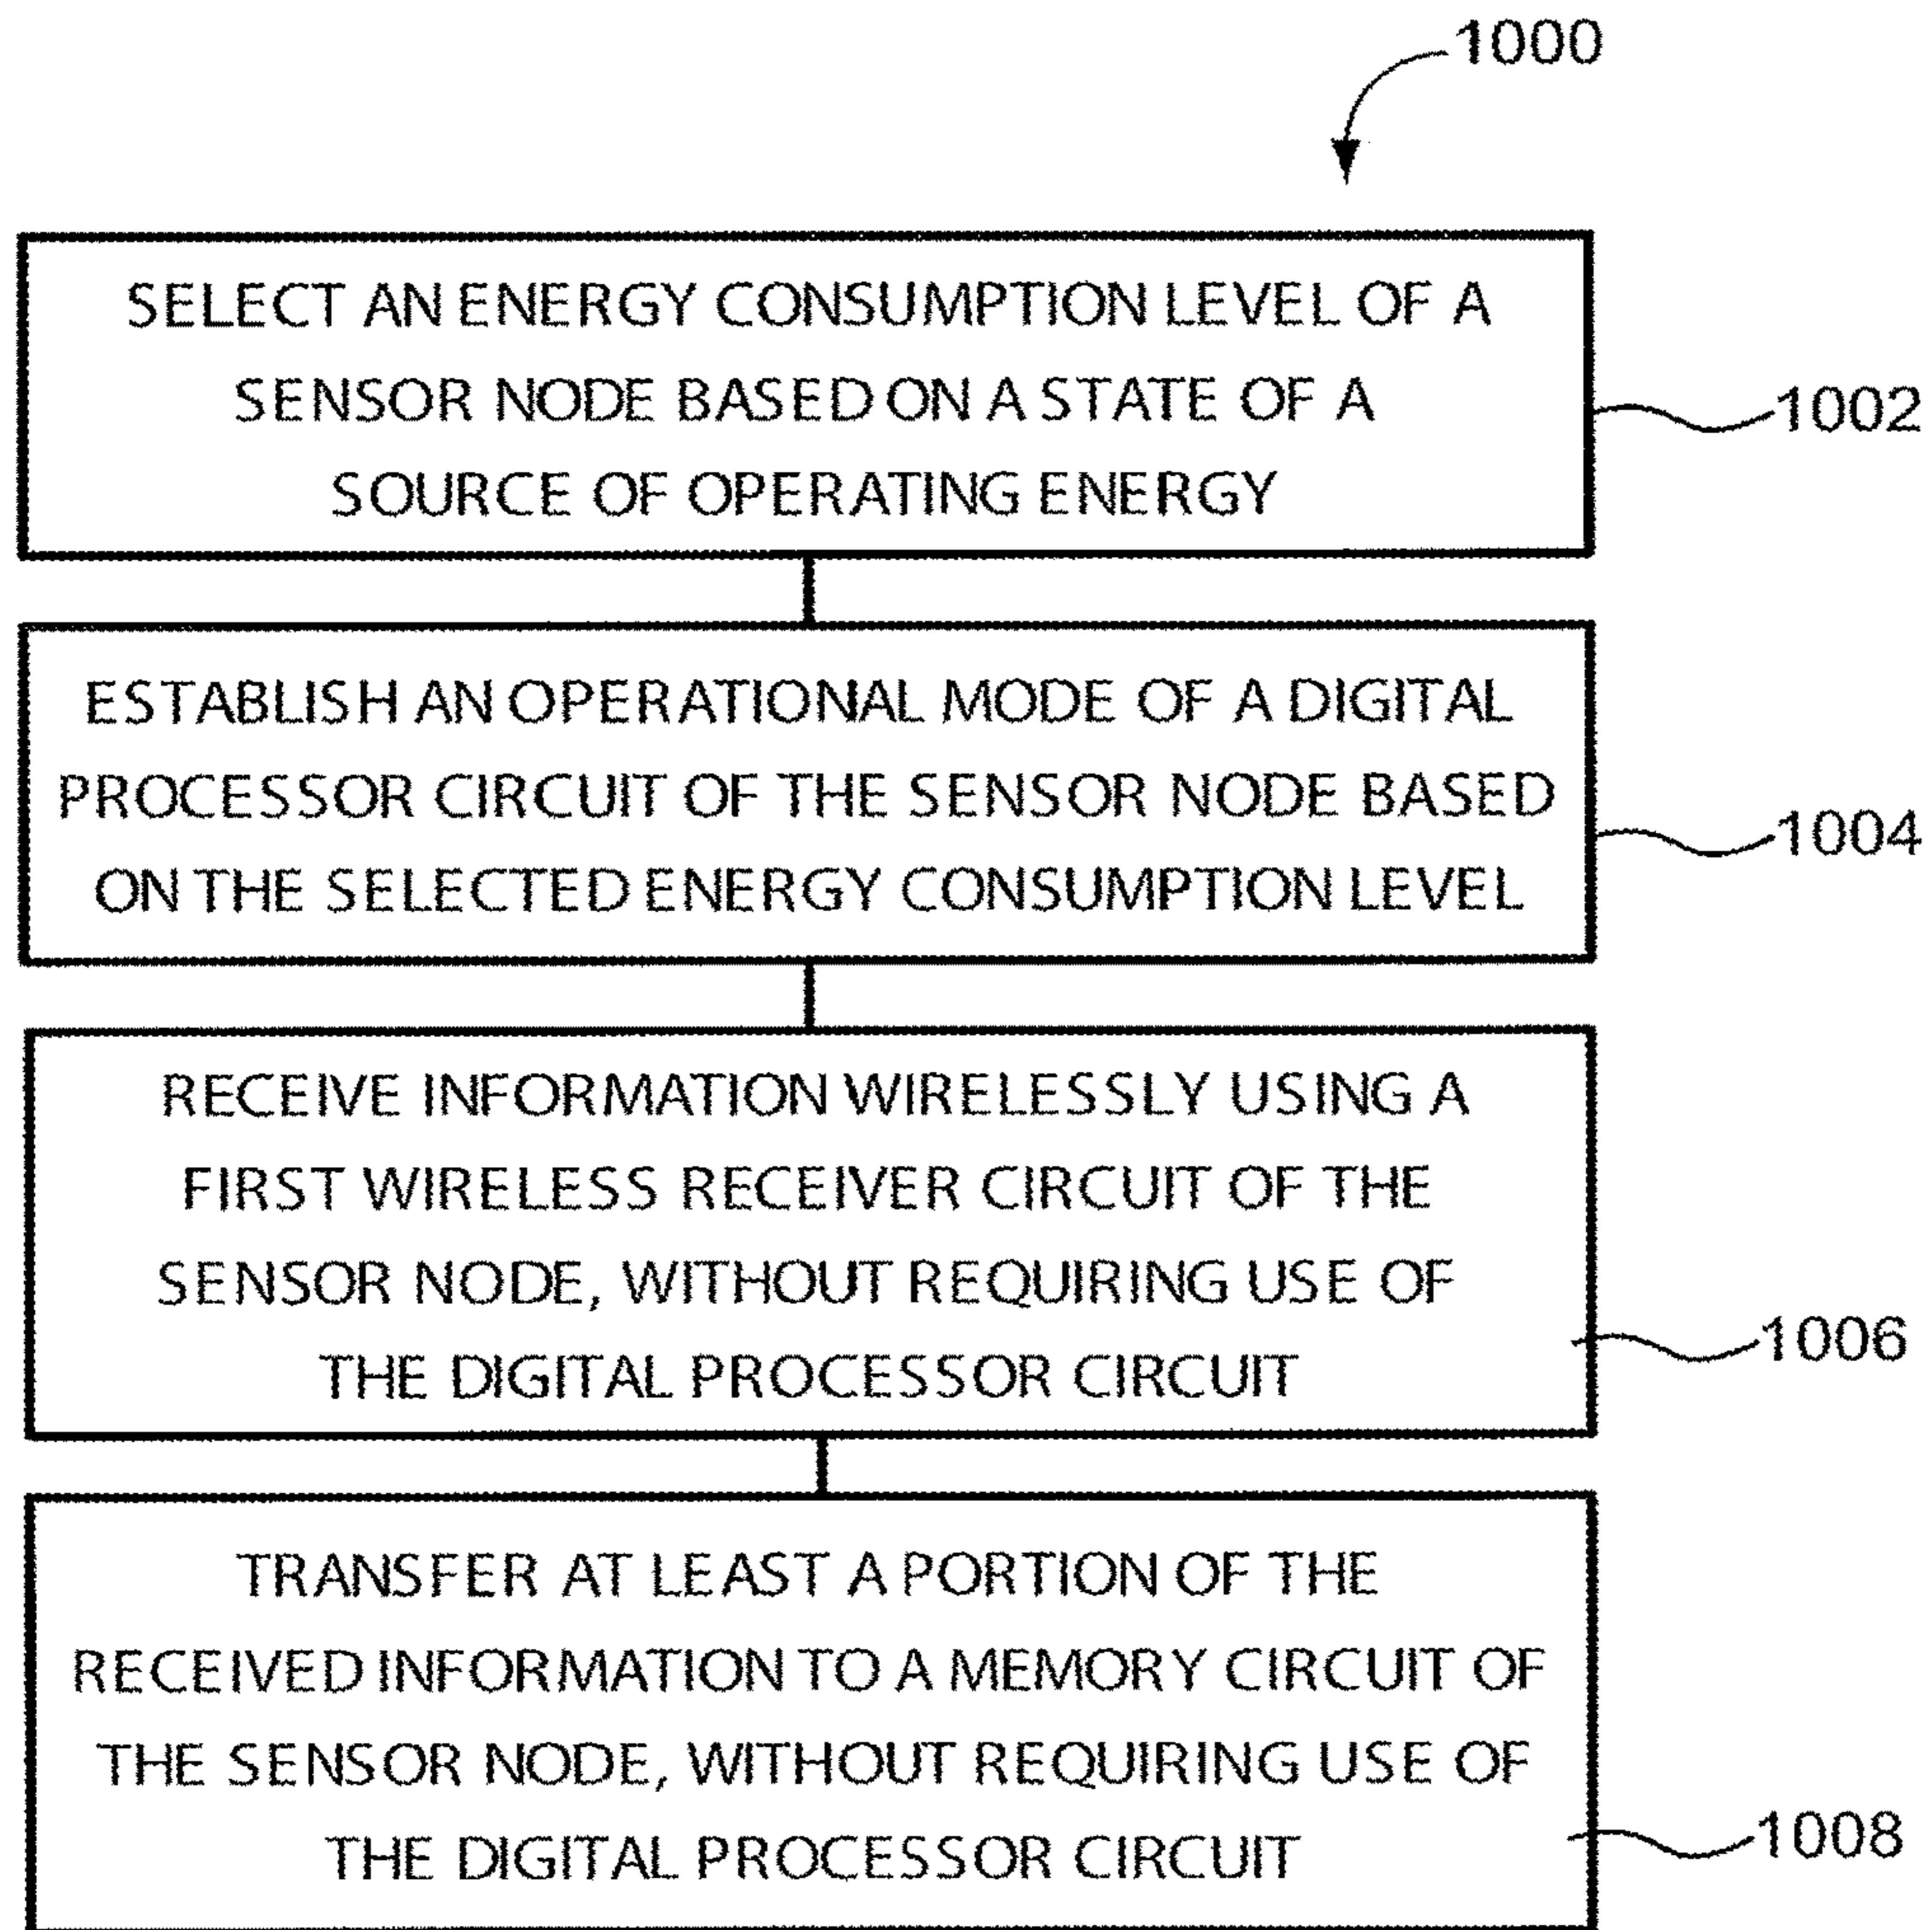 1000
SELECT AN ENERGY CONSUMPTION LEVEL OF A
SENSOR NODE BASED ON A STATE OF A
SOURCE OF OPERATING ENERGY
1002
ESTABLISH AN OPERATIONAL MODE OF A DIGITAL
PROCESSOR CIRCUIT OF THE SENSOR NODE BASED
ON THE SELECTED ENERGY CONSUMPTION LEVEL
1004
RECEIVE INFORMATION WIRELESSLY USING A
FIRST WIRELESS RECEIVER CIRCUIT OF THE
SENSOR NODE, WITHOUT REQUIRING USE OF
THE DIGITAL PROCESSOR CIRCUIT
1006
TRANSFER AT LEAST A PORTION OF THE
RECEIVED INFORMATION TO A MEMORY CIRCUIT OF
THE SENSOR NODE, WITHOUT REQUIRING USE OF
THE DIGITAL PROCESSOR CIRCUIT
1008